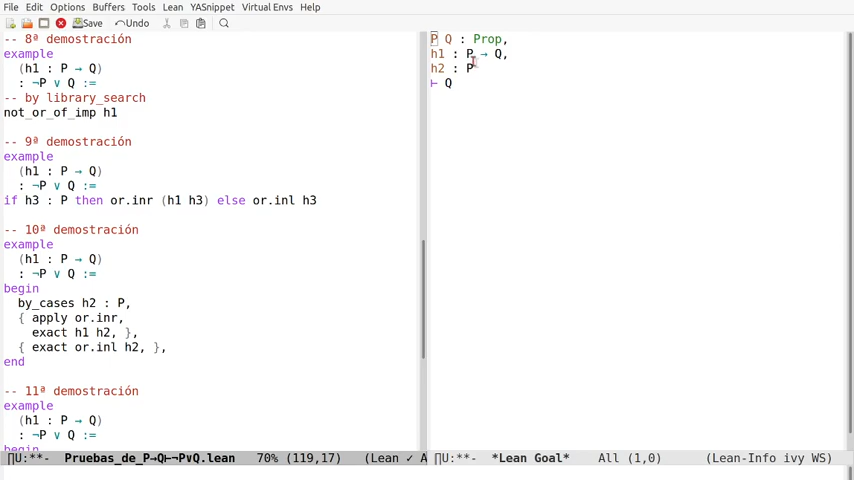 File Edit Options Buffers Tools Lean YASnippet Virtual Envs Help
Save Undo
-- 8ª demostración
example
(h1 : P → Q)
: ¬P ∨ Q :=
-- by library_search
not_or_of_imp h1
-- 9ª demostración
example
(h1 : P → Q)
: ¬P ∨ Q :=
if h3 : P then or.inr (h1 h3) else or.inl h3
-- 10ª demostración
example
(h1 : P → Q)
: ¬P ∨ Q :=
begin
by_cases h2 : P,
{ apply or.inr,
exact h1 h2, },
{ exact or.inl h2, },
end
-- 11ª demostración
example
(h1 : P → Q)
: ¬P ∨ Q :=
begin
∏U:**- Pruebas_de_P→Q⊢¬P∨Q.lean 70% (119,17) (Lean ✓ A
P Q : Prop,
h1 : P → Q,
h2 : P
⊢ Q
∏U:**- *Lean Goal* All (1,0) (Lean-Info ivy WS)